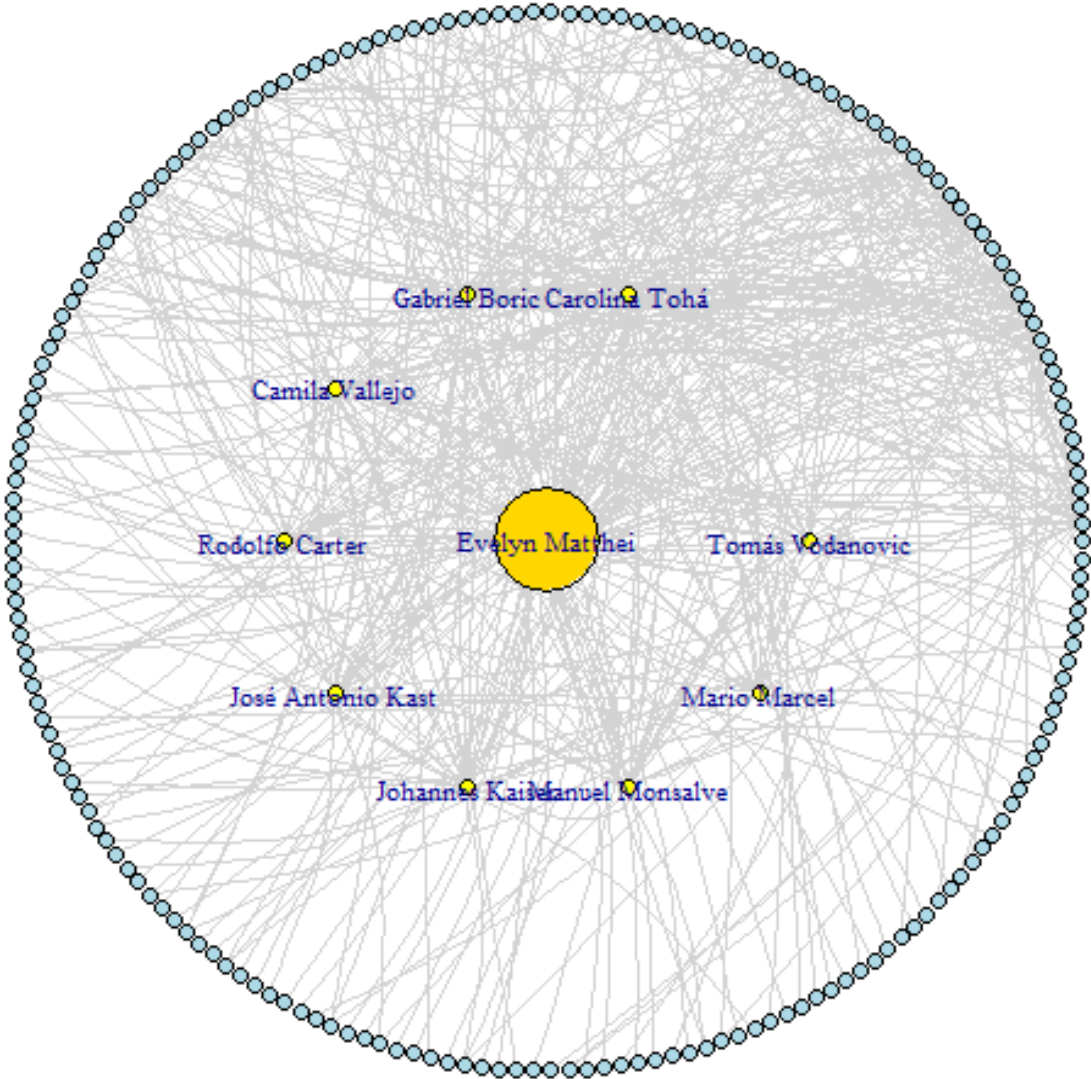 Gabriel Boric
Carolina Tohá
Camila Vallejo
Rodolfo Carter
Evelyn Matthei
Tomás Vodanovic
José Antonio Kast
Mario Marcel
Johannes Kaiser
Manuel Monsalve